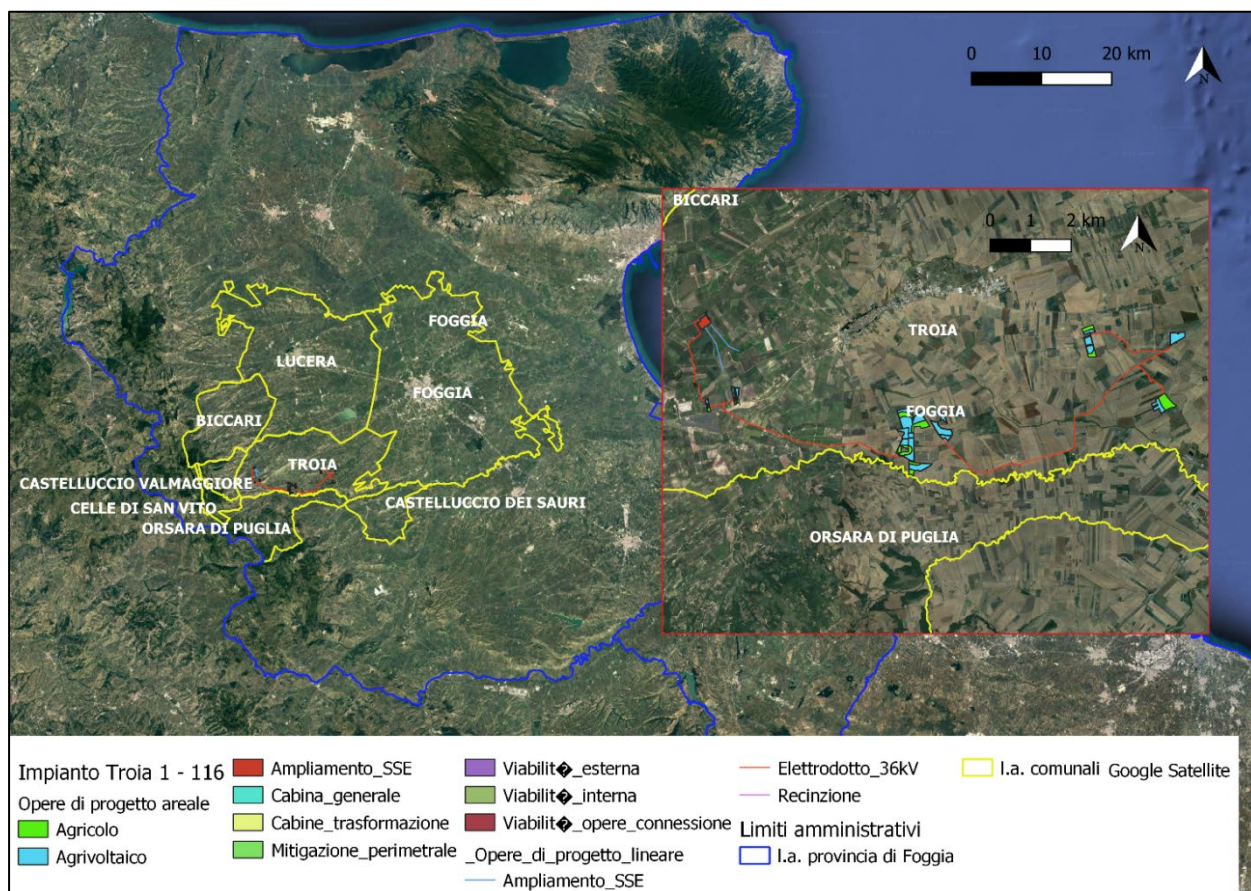 0 10 20 km
N
BICCARI
0 1 2 km
N
FOGGIA
TROIA
LUCERA
FOGGIA
FOGGIA
BICCARI
TROIA
CASTELLUCCIO VALMAGGIORE
CASTELLUCCIO DEI SAURI
CELLE DI SAN VITO
ORSARA DI PUGLIA
ORSARA DI PUGLIA
Impianto Troia 1 - 116
Opere di progetto areale
Agricolo
Agrivoltaico
Ampliamento_SSE
Cabina_generale
Cabine_trasformazione
Mitigazione_perimetrale
Viabilit�_esterna
Viabilit�_interna
Viabilit�_opere_connessione
_Opere_di_progetto_lineare
Ampliamento_SSE
Elettrodotto_36kV
Recinzione
Limiti amministrativi
l.a. provincia di Foggia
l.a. comunali
Google Satellite